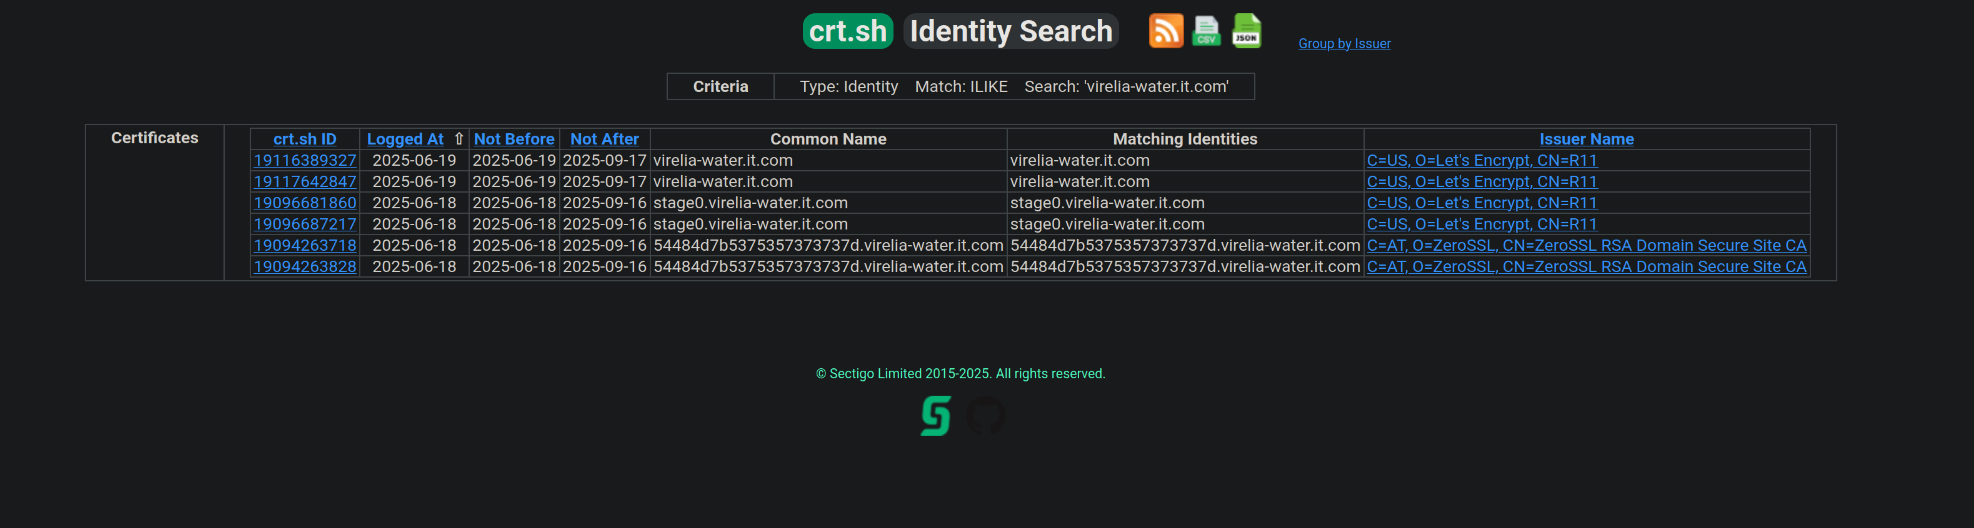 crt.sh Identity Search CSV JSON Group by Issuer
Criteria Type: Identity Match: ILIKE Search: 'virelia-water.it.com'
Certificates crt.sh ID Logged At ⇧ Not Before Not After Common Name Matching Identities Issuer Name
19116389327 2025-06-19 2025-06-19 2025-09-17 virelia-water.it.com virelia-water.it.com C=US, O=Let's Encrypt, CN=R11
19117642847 2025-06-19 2025-06-19 2025-09-17 virelia-water.it.com virelia-water.it.com C=US, O=Let's Encrypt, CN=R11
19096681860 2025-06-18 2025-06-18 2025-09-16 stage0.virelia-water.it.com stage0.virelia-water.it.com C=US, O=Let's Encrypt, CN=R11
19096687217 2025-06-18 2025-06-18 2025-09-16 stage0.virelia-water.it.com stage0.virelia-water.it.com C=US, O=Let's Encrypt, CN=R11
19094263718 2025-06-18 2025-06-18 2025-09-16 54484d7b5375357373737d.virelia-water.it.com 54484d7b5375357373737d.virelia-water.it.com C=AT, O=ZeroSSL, CN=ZeroSSL RSA Domain Secure Site CA
19094263828 2025-06-18 2025-06-18 2025-09-16 54484d7b5375357373737d.virelia-water.it.com 54484d7b5375357373737d.virelia-water.it.com C=AT, O=ZeroSSL, CN=ZeroSSL RSA Domain Secure Site CA
© Sectigo Limited 2015-2025. All rights reserved.